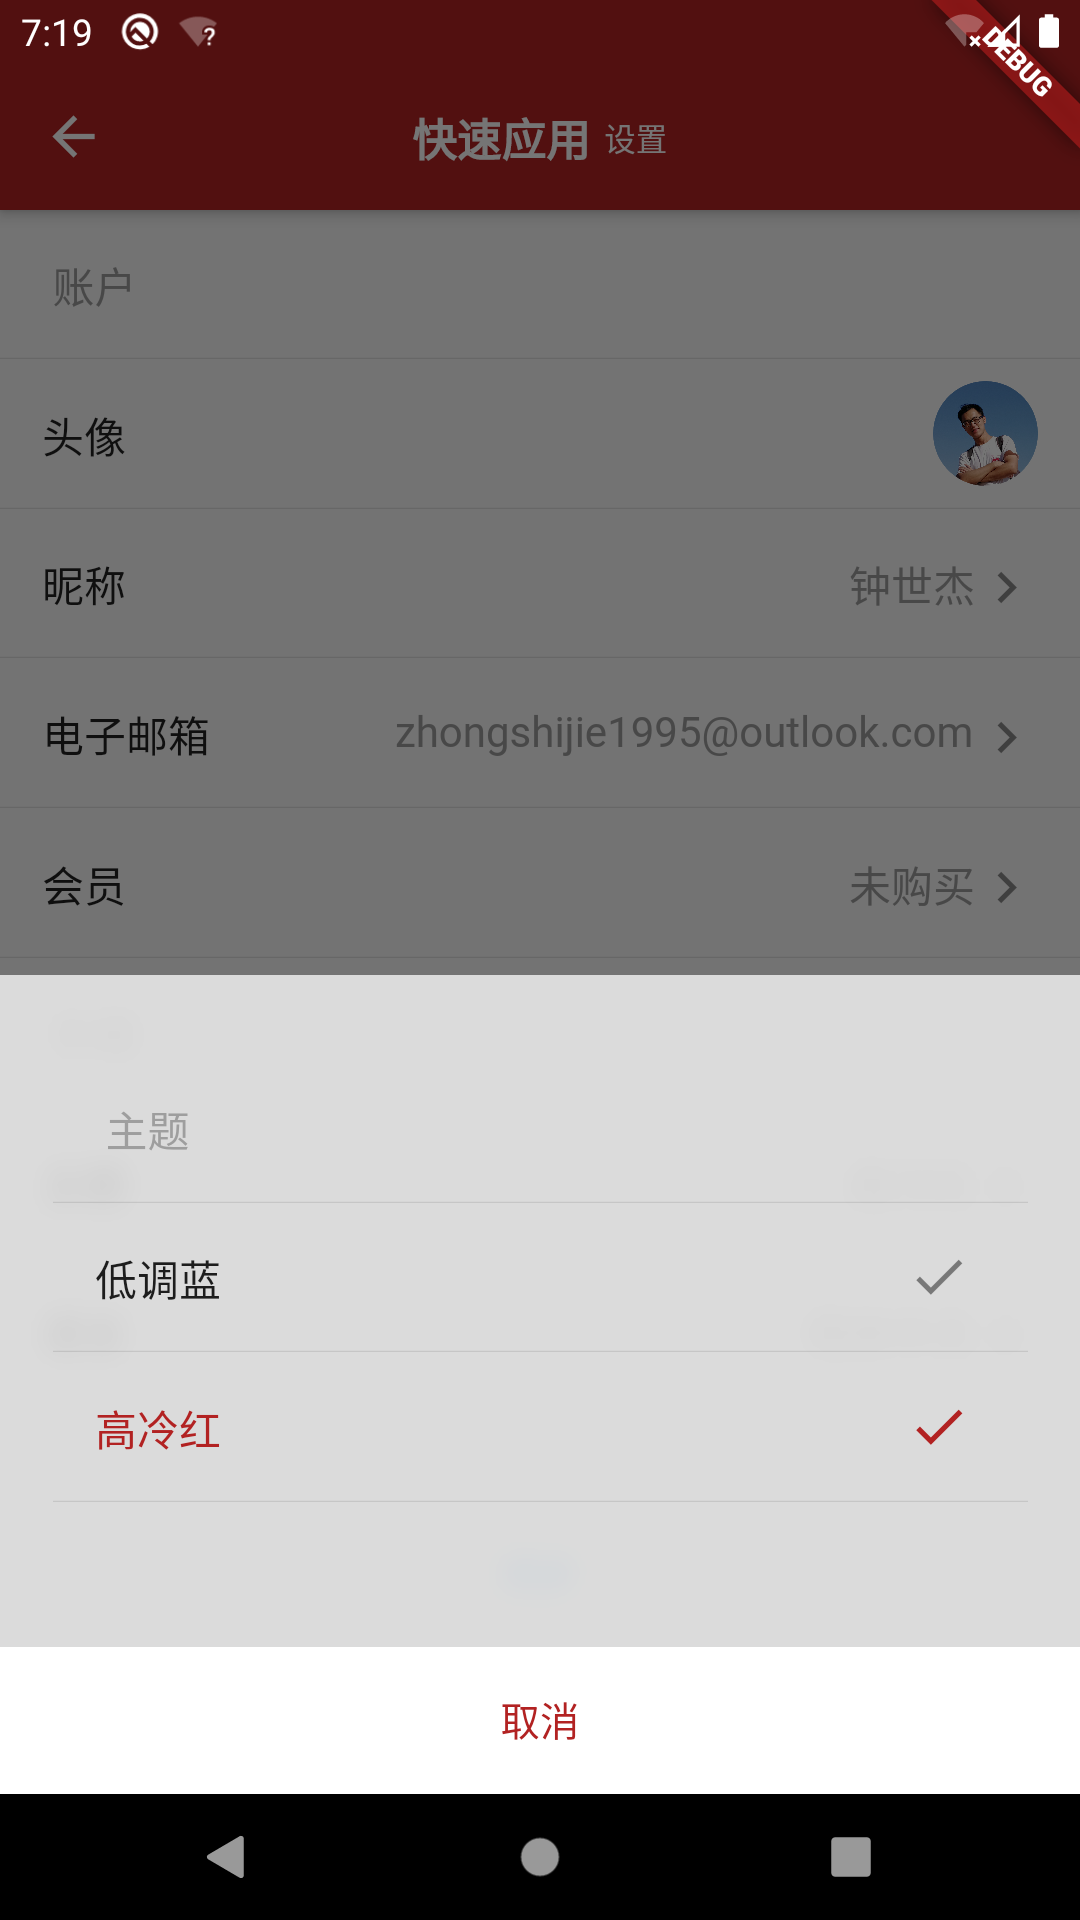 7:19
DEBUG
快速应用 设置
账户
头像
昵称 钟世杰
电子邮箱 zhongshijie1995@outlook.com
会员 未购买
主题
低调蓝
高冷红
取消